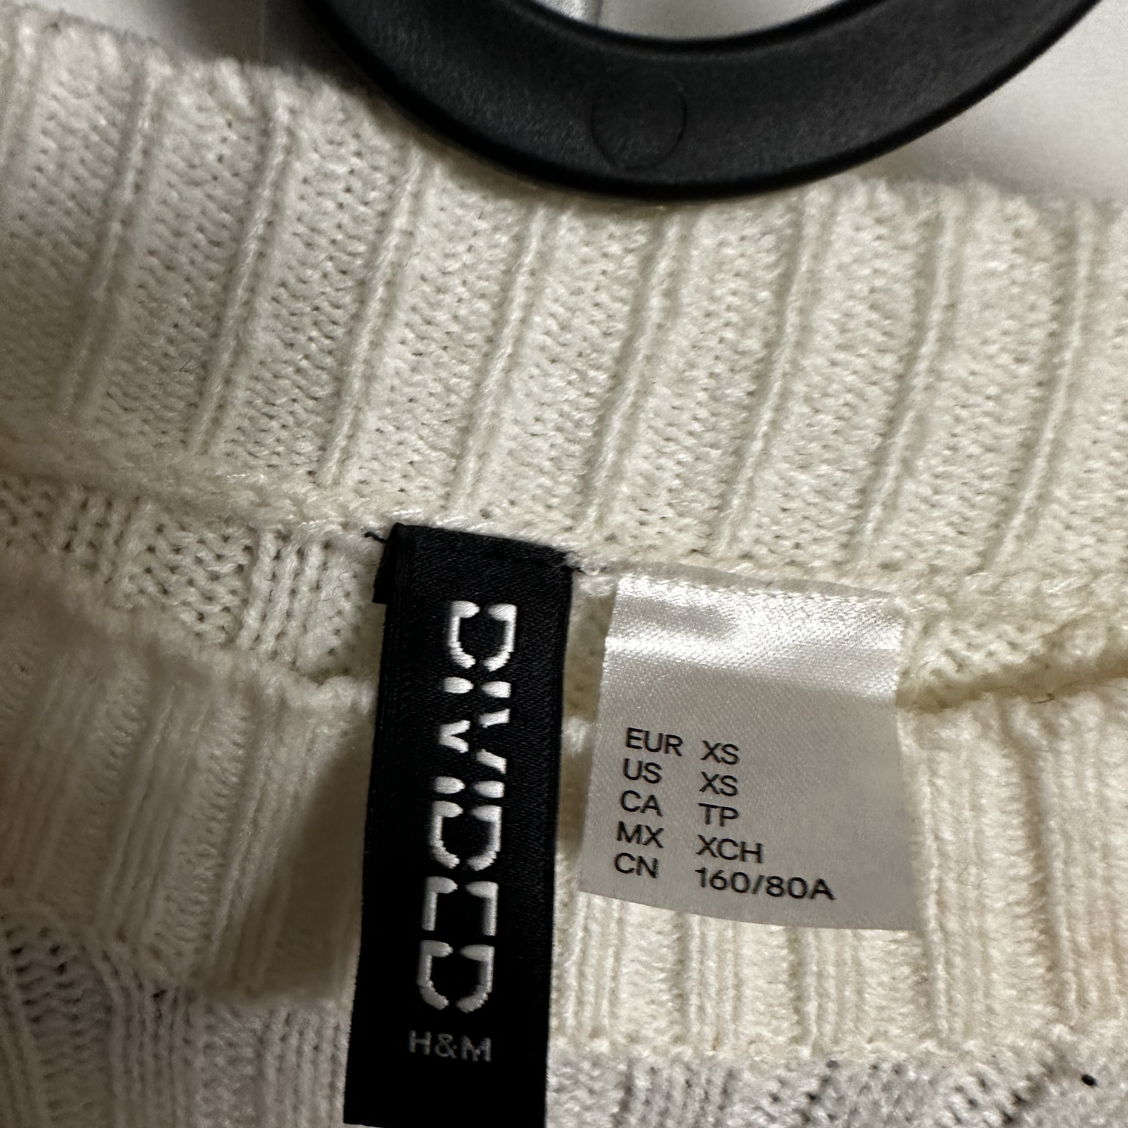 DIVIDED
H&M
EUR XS
US XS
CA TP
MX XCH
CN 160/80A